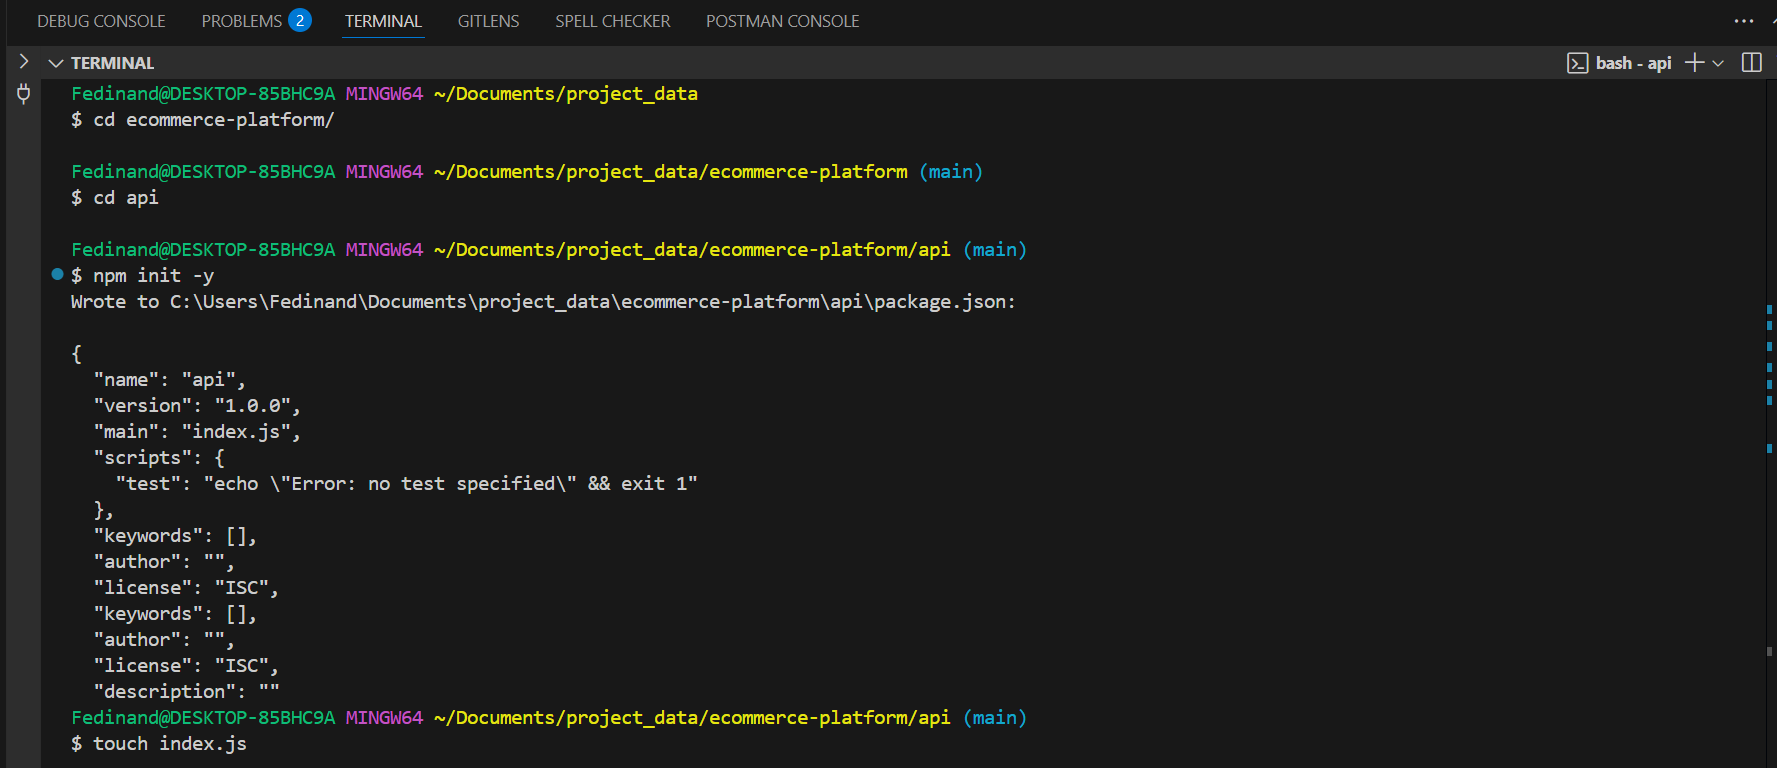 DEBUG CONSOLE PROBLEMS 2 TERMINAL GITLENS SPELL CHECKER POSTMAN CONSOLE
TERMINAL bash - api
Fedinand@DESKTOP-85BHC9A MINGW64 ~/Documents/project_data
$ cd ecommerce-platform/
Fedinand@DESKTOP-85BHC9A MINGW64 ~/Documents/project_data/ecommerce-platform (main)
$ cd api
Fedinand@DESKTOP-85BHC9A MINGW64 ~/Documents/project_data/ecommerce-platform/api (main)
$ npm init -y
Wrote to C:\Users\Fedinand\Documents\project_data\ecommerce-platform\api\package.json:
{
  "name": "api",
  "version": "1.0.0",
  "main": "index.js",
  "scripts": {
    "test": "echo \"Error: no test specified\" && exit 1"
  },
  "keywords": [],
  "author": "",
  "license": "ISC",
  "keywords": [],
  "author": "",
  "license": "ISC",
  "description": ""
Fedinand@DESKTOP-85BHC9A MINGW64 ~/Documents/project_data/ecommerce-platform/api (main)
$ touch index.js